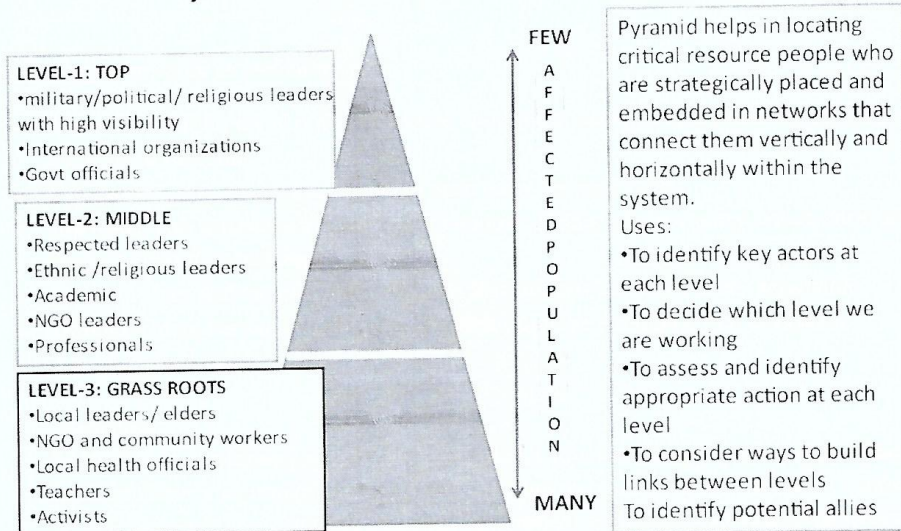 LEVEL-1: TOP
•military/political/ religious leaders
with high visibility
•International organizations
•Govt officials
LEVEL-2: MIDDLE
•Respected leaders
•Ethnic /religious leaders
•Academic
•NGO leaders
•Professionals
LEVEL-3: GRASS ROOTS
•Local leaders/ elders
•NGO and community workers
•Local health officials
•Teachers
•Activists
FEW
A
F
F
E
C
T
E
D
P
O
P
U
L
A
T
I
O
N
MANY
Pyramid helps in locating
critical resource people who
are strategically placed and
embedded in networks that
connect them vertically and
horizontally within the
system.
Uses:
•To identify key actors at
each level
•To decide which level we
are working
•To assess and identify
appropriate action at each
level
•To consider ways to build
links between levels
To identify potential allies